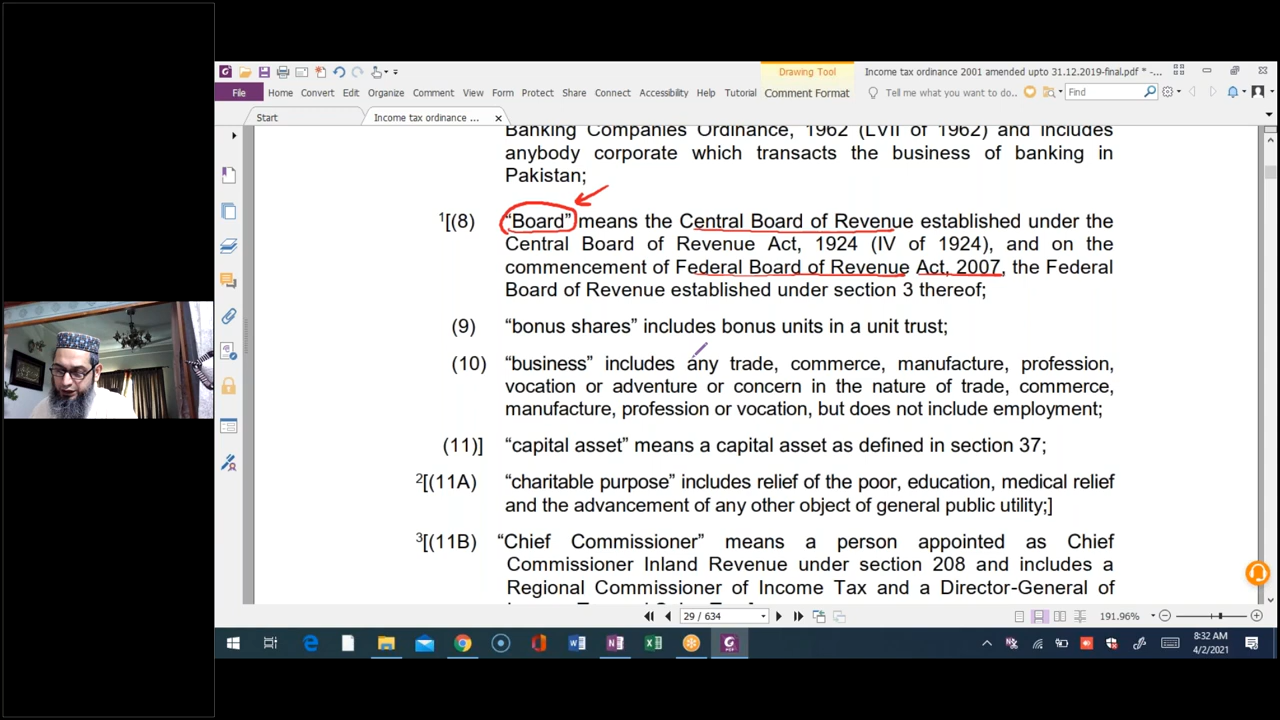 Drawing Tool
Income tax ordinance 2001 amended upto 31.12.2019-final.pdf * -...
File Home Convert Edit Organize Comment View Form Protect Share Connect Accessibility Help Tutorial Comment Format Tell me what you want to do.. Find
Start Income tax ordinance ...
Banking Companies Ordinance, 1962 (LVII of 1962) and includes
anybody corporate which transacts the business of banking in
Pakistan;
1[(8) “Board” means the Central Board of Revenue established under the
Central Board of Revenue Act, 1924 (IV of 1924), and on the
commencement of Federal Board of Revenue Act, 2007, the Federal
Board of Revenue established under section 3 thereof;
(9) “bonus shares” includes bonus units in a unit trust;
(10) “business” includes any trade, commerce, manufacture, profession,
vocation or adventure or concern in the nature of trade, commerce,
manufacture, profession or vocation, but does not include employment;
(11)] “capital asset” means a capital asset as defined in section 37;
2[(11A) “charitable purpose” includes relief of the poor, education, medical relief
and the advancement of any other object of general public utility;]
3[(11B) “Chief Commissioner” means a person appointed as Chief
Commissioner Inland Revenue under section 208 and includes a
Regional Commissioner of Income Tax and a Director-General of
29 / 634 191.96%
8:32 AM
4/2/2021